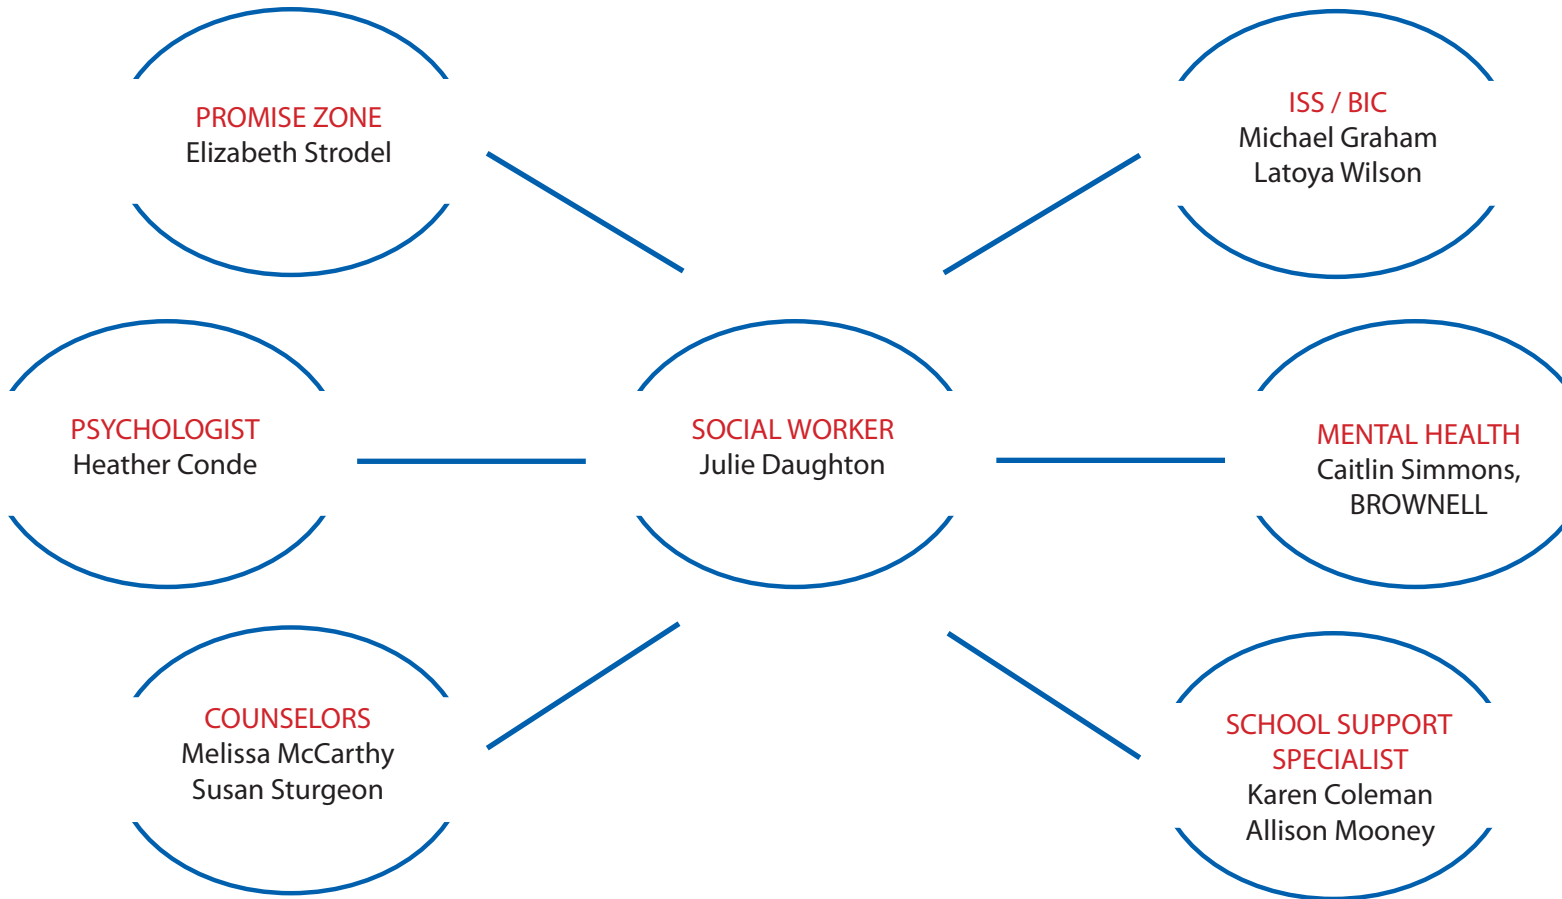 PROMISE ZONE
Elizabeth Strodel
ISS / BIC
Michael Graham
Latoya Wilson
PSYCHOLOGIST
Heather Conde
SOCIAL WORKER
Julie Daughton
MENTAL HEALTH
Caitlin Simmons,
BROWNELL
COUNSELORS
Melissa McCarthy
Susan Sturgeon
SCHOOL SUPPORT
SPECIALIST
Karen Coleman
Allison Mooney